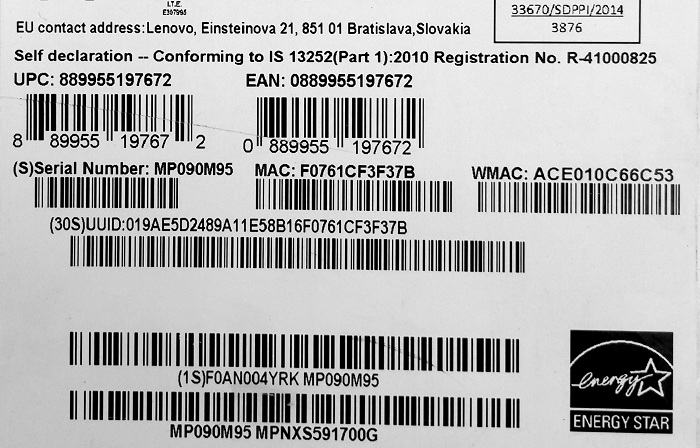 I.T.E.
E307995
EU contact address:Lenovo, Einsteinova 21, 851 01 Bratislava,Slovakia
33670/SDPPI/2014
3876
Self declaration -- Conforming to IS 13252(Part 1):2010 Registration No. R-41000825
UPC: 889955197672
EAN: 0889955197672
8 89955 19767 2
0 889955 197672
(S)Serial Number: MP090M95
MAC: F0761CF3F37B
WMAC: ACE010C66C53
(30S)UUID:019AE5D2489A11E58B16F0761CF3F37B
(1S)F0AN004YRK MP090M95
MP090M95 MPNXS591700G
energy
ENERGY STAR